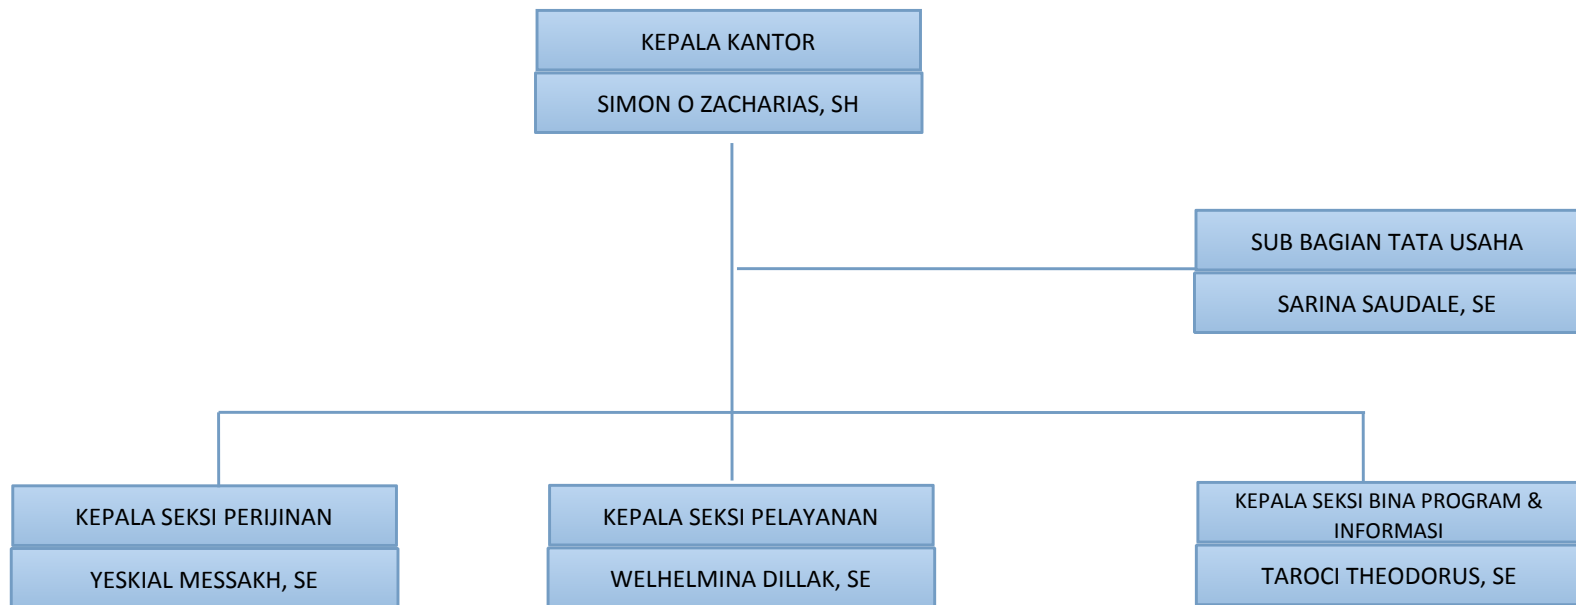 KEPALA KANTOR
SIMON O ZACHARIAS, SH
SUB BAGIAN TATA USAHA
SARINA SAUDALE, SE
KEPALA SEKSI PERIJINAN
YESKIAL MESSAKH, SE
KEPALA SEKSI PELAYANAN
WELHELMINA DILLAK, SE
KEPALA SEKSI BINA PROGRAM &
INFORMASI
TAROCI THEODORUS, SE